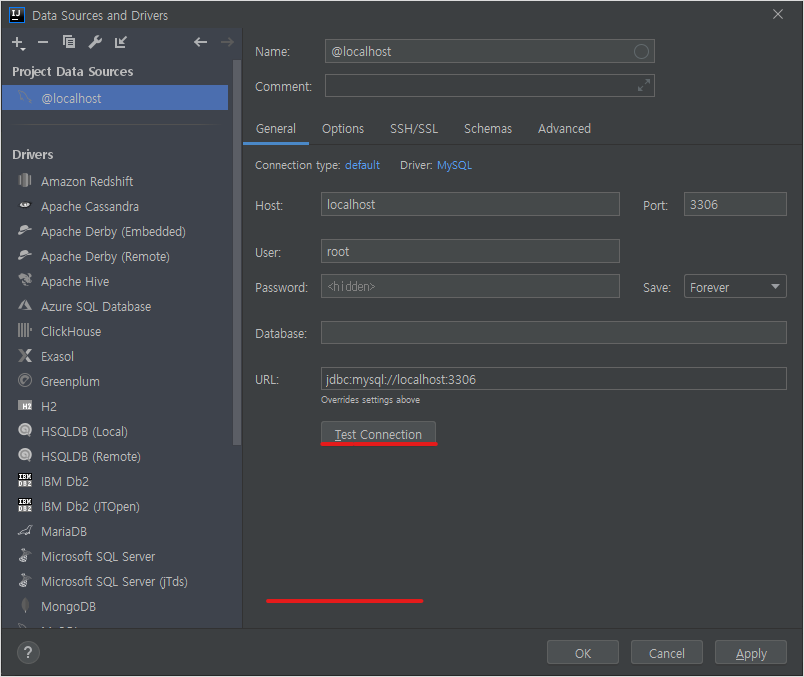 Data Sources and Drivers
Project Data Sources
@localhost
Drivers
Amazon Redshift
Apache Cassandra
Apache Derby (Embedded)
Apache Derby (Remote)
Apache Hive
Azure SQL Database
ClickHouse
Exasol
Greenplum
H2
HSQLDB (Local)
HSQLDB (Remote)
IBM Db2
IBM Db2 (JTOpen)
MariaDB
Microsoft SQL Server
Microsoft SQL Server (jTds)
MongoDB
Name: @localhost
Comment:
General Options SSH/SSL Schemas Advanced
Connection type: default Driver: MySQL
Host: localhost Port: 3306
User: root
Password: <hidden> Save: Forever
Database:
URL: jdbc:mysql://localhost:3306
Overrides settings above
Test Connection
? OK Cancel Apply